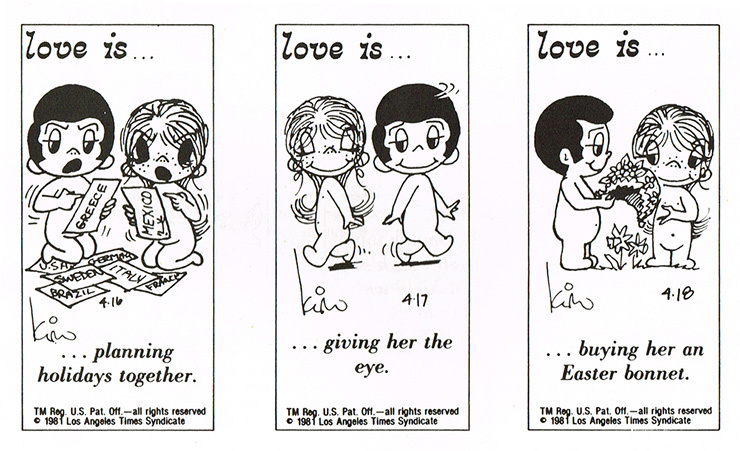 love is...
GREECE
MEXICO
U.S.A.
GERMANY
SWEDEN
ITALY
BRAZIL
FRANCE
4·16
Kim
... planning
holidays together.
TM Reg. U.S. Pat. Off.—all rights reserved
© 1981 Los Angeles Times Syndicate
love is...
4·17
Kim
... giving her the
eye.
TM Reg. U.S. Pat. Off.—all rights reserved
© 1981 Los Angeles Times Syndicate
love is...
4·18
Kim
... buying her an
Easter bonnet.
TM Reg. U.S. Pat. Off.—all rights reserved
© 1981 Los Angeles Times Syndicate